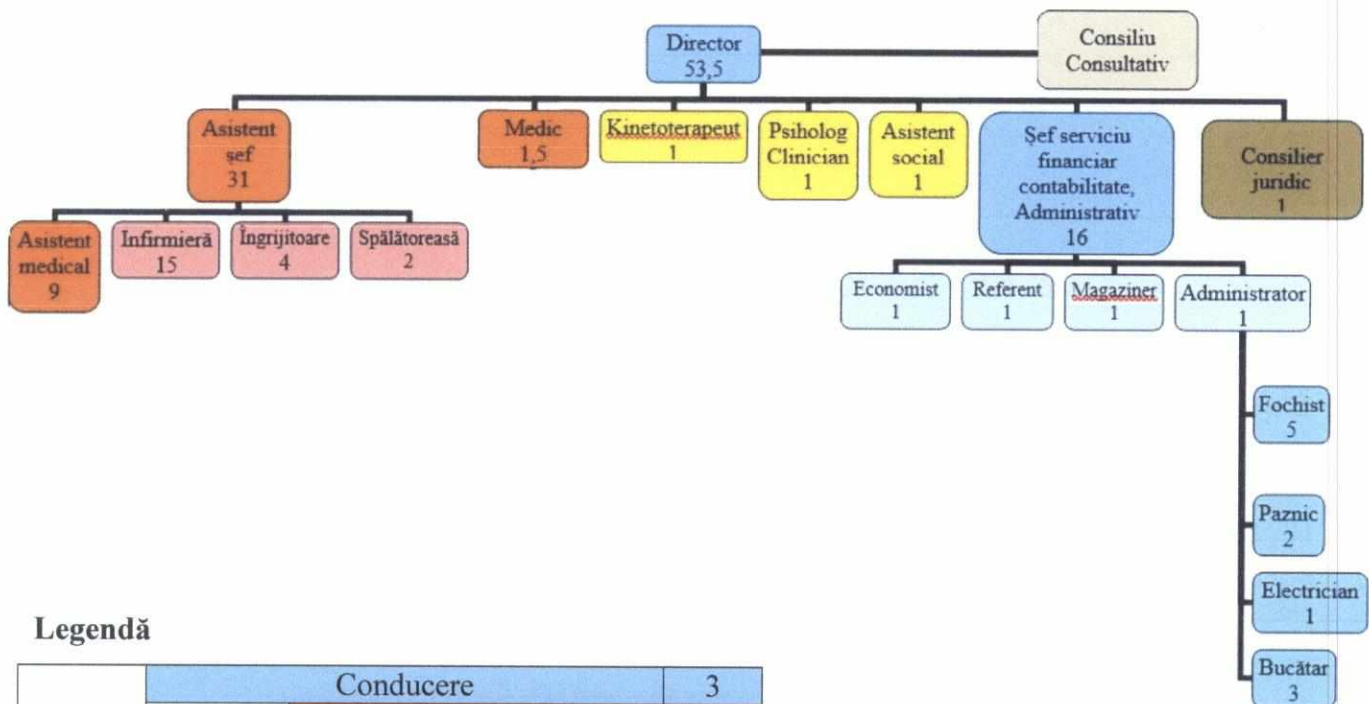 Director
53,5
Consiliu
Consultativ
Asistent
șef
31
Medic
1,5
Kinetoterapeut
1
Psiholog
Clinician
1
Asistent
social
1
Șef serviciu
financiar
contabilitate,
Administrativ
16
Consilier
juridic
1
Asistent
medical
9
Infirmieră
15
Îngrijitoare
4
Spălătoreasă
2
Economist
1
Referent
1
Magaziner
1
Administrator
1
Fochist
5
Paznic
2
Electrician
1
Bucătar
3
Legendă
Conducere 3